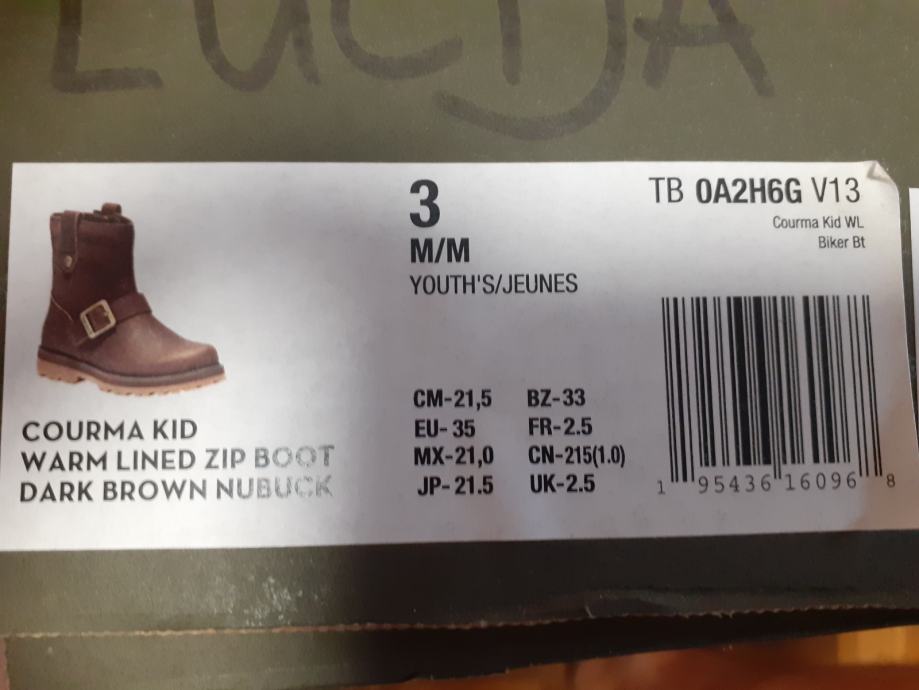 LUCIJA
3
M/M
YOUTH'S/JEUNES
TB 0A2H6G V13
Courma Kid WL
Biker Bt
COURMA KID
WARM LINED ZIP BOOT
DARK BROWN NUBUCK
CM-21,5 BZ-33
EU-35 FR-2.5
MX-21,0 CN-215(1.0)
JP-21.5 UK-2.5
1 95436 16096 8